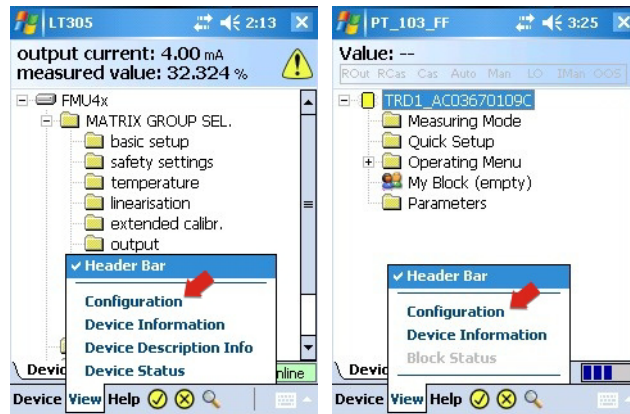 LT305 2:13
output current: 4.00 mA
measured value: 32.324 %
FMU4x
MATRIX GROUP SEL.
basic setup
safety settings
temperature
linearisation
extended calibr.
output
Header Bar
Configuration
Device Information
Device Description Info
Device Status
Devic nline
Device View Help
PT_103_FF 3:25
Value: --
ROut RCas Cas Auto Man LO IMan OOS
TRD1_AC03670109C
Measuring Mode
Quick Setup
Operating Menu
My Block (empty)
Parameters
Header Bar
Configuration
Device Information
Block Status
Devic
Device View Help